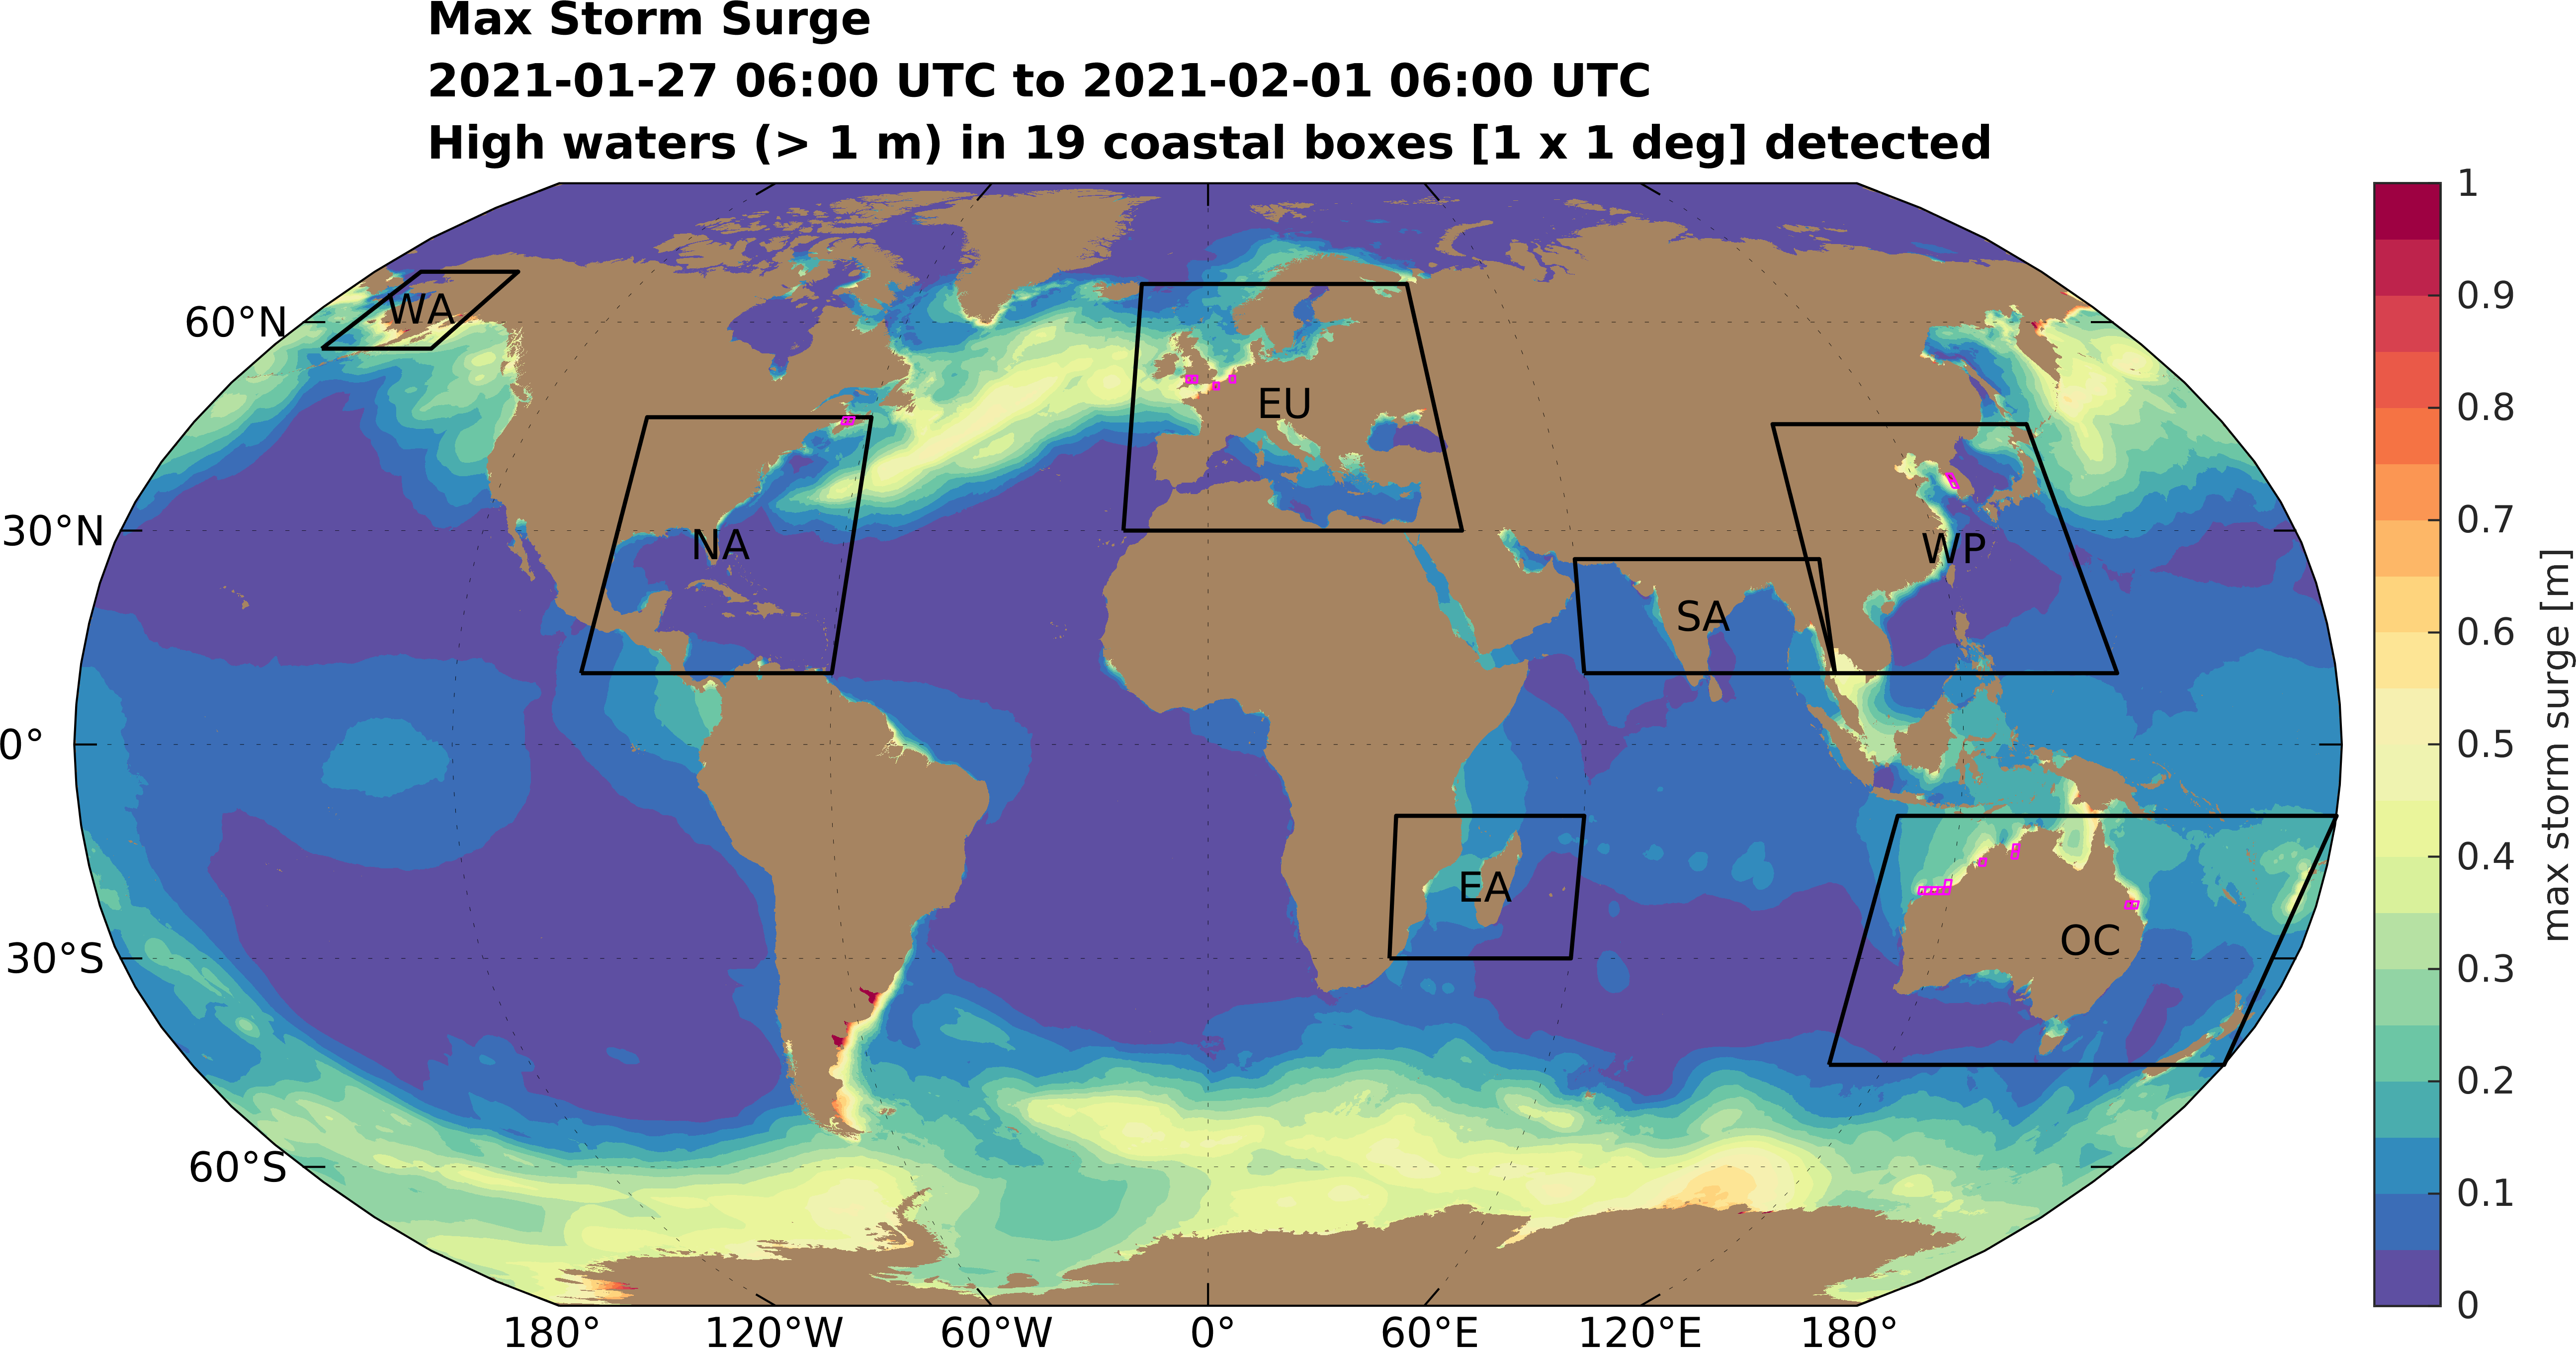 Max Storm Surge
2021-01-27 06:00 UTC to 2021-02-01 06:00 UTC
High waters (> 1 m) in 19 coastal boxes [1 x 1 deg] detected
60°N
30°N
0°
30°S
60°S
WA
NA
EU
SA
WP
EA
OC
180°
120°W
60°W
0°
60°E
120°E
180°
1
0.9
0.8
0.7
0.6
0.5
0.4
0.3
0.2
0.1
0
max storm surge [m]